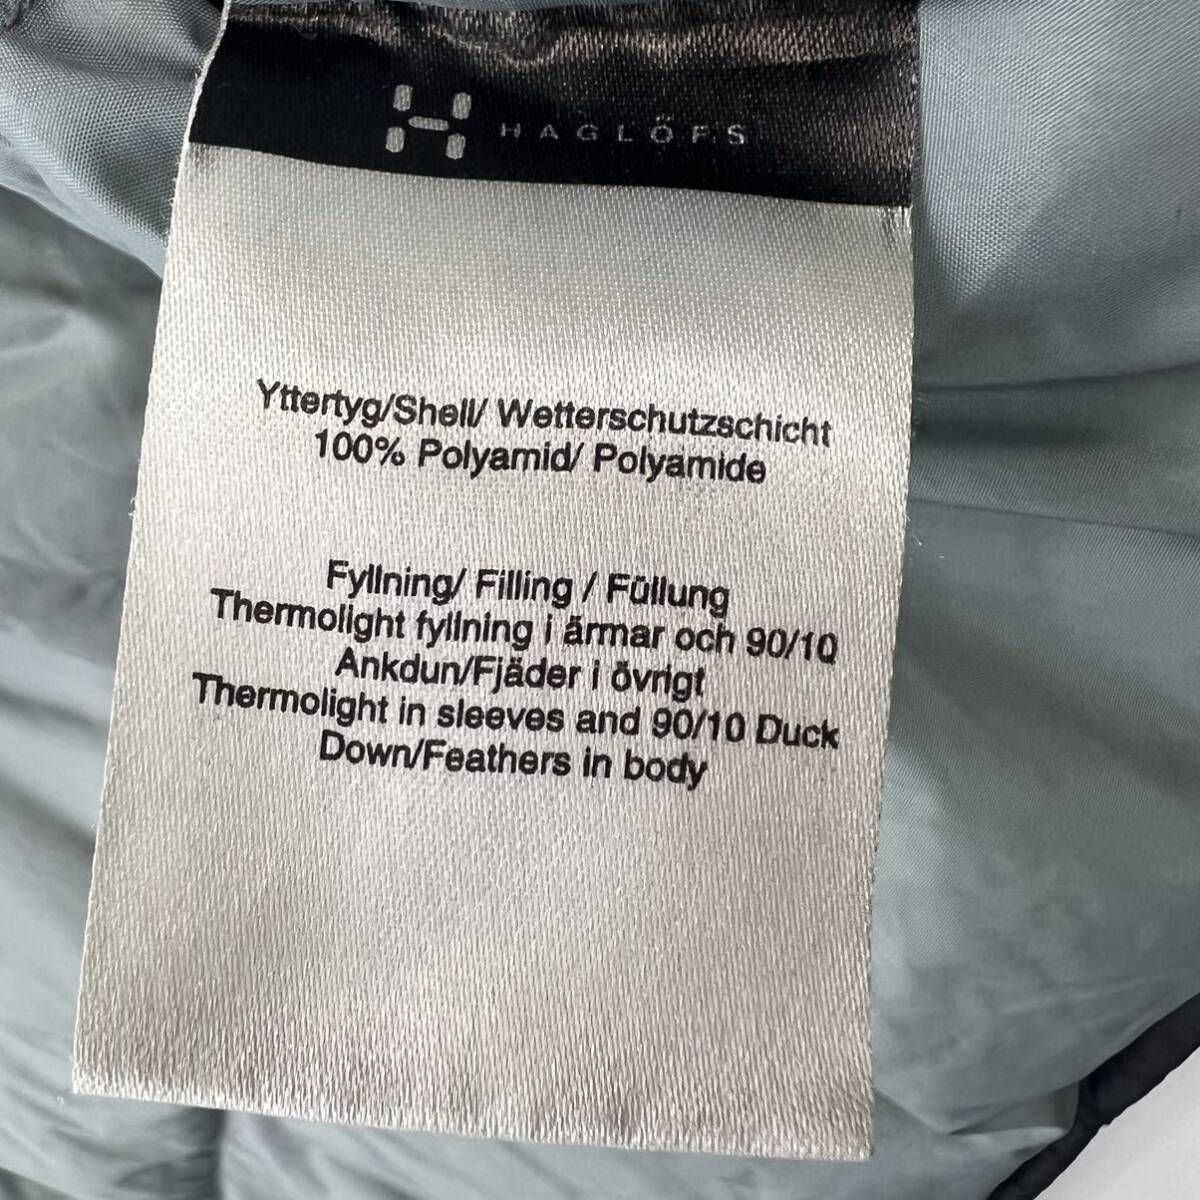 HAGLÖFS
Yttertyg/Shell/ Wetterschutzschicht
100% Polyamid/ Polyamide
Fyllning/ Filling / Füllung
Thermolight fyllning i ärmar och 90/10
Ankdun/Fjäder i övrigt
Thermolight in sleeves and 90/10 Duck
Down/Feathers in body